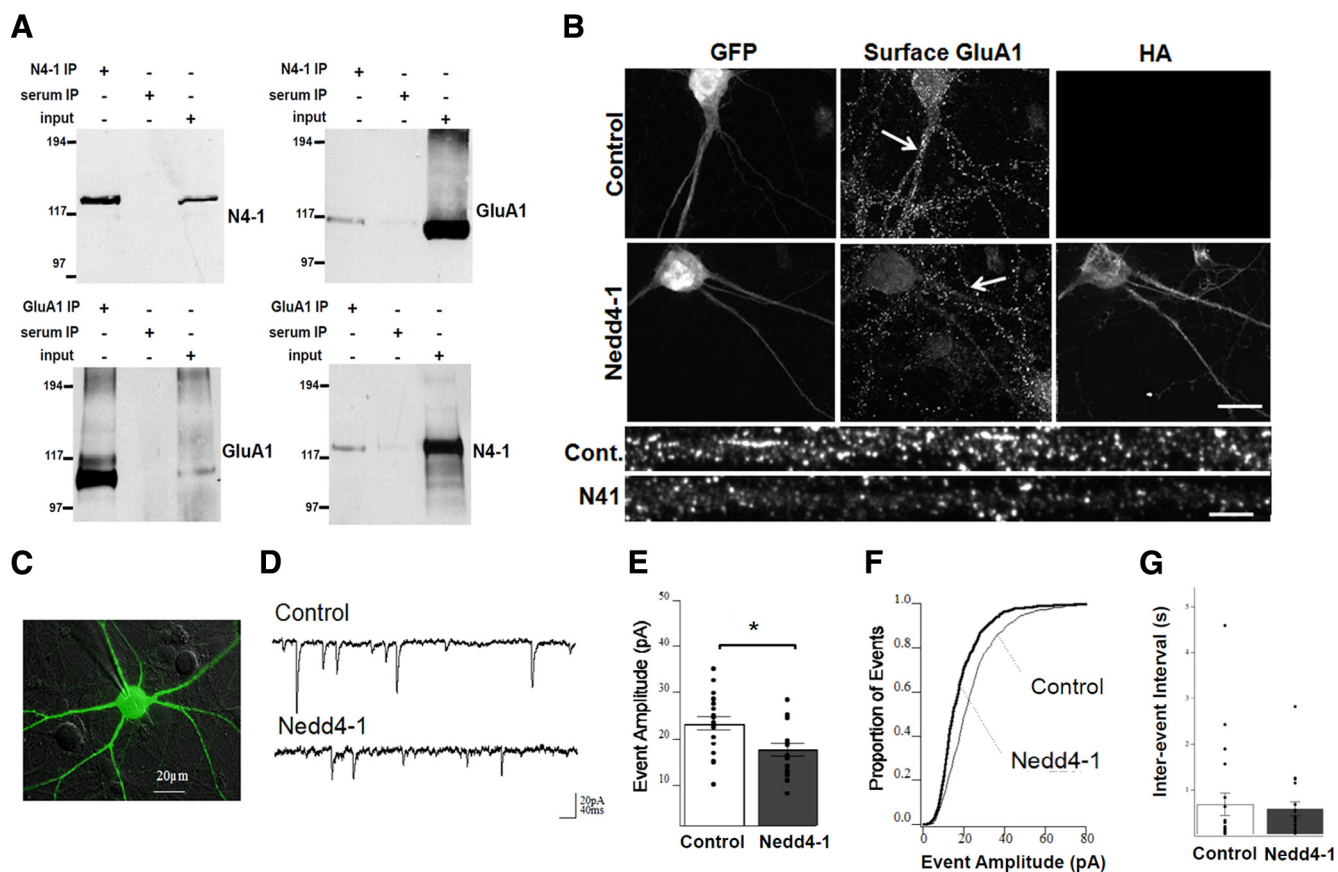 A
N4-1 IP + - -
serum IP - + -
input - - +
194
117
97
N4-1
N4-1 IP + - -
serum IP - + -
input - - +
194
117
97
GluA1
GluA1 IP + - -
serum IP - + -
input - - +
194
117
97
GluA1
GluA1 IP + - -
serum IP - + -
input - - +
194
117
97
N4-1
B
GFP Surface GluA1 HA
Control
Nedd4-1
Cont.
N41
C
20μm
D
Control
Nedd4-1
20pA
40ms
E
Event Amplitude (pA)
50
40
30
20
10
*
Control Nedd4-1
F
Proportion of Events
1.0
0.8
0.6
0.4
0.2
0.0
Control
Nedd4-1
0 20 40 60 80
Event Amplitude (pA)
G
Inter-event Interval (s)
5
4
3
2
1
Control Nedd4-1